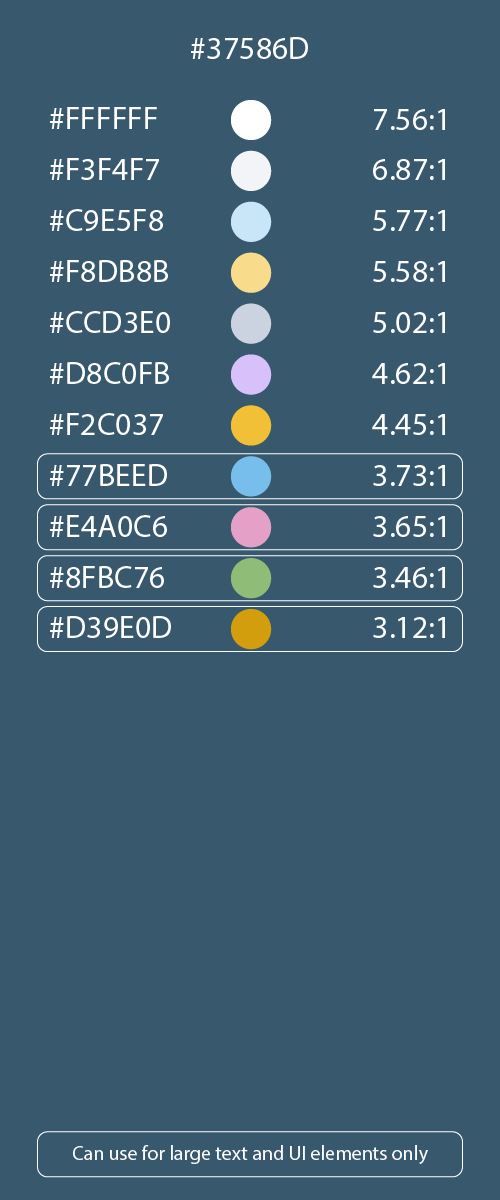 #37586D
#FFFFFF 7.56:1
#F3F4F7 6.87:1
#C9E5F8 5.77:1
#F8DB8B 5.58:1
#CCD3E0 5.02:1
#D8C0FB 4.62:1
#F2C037 4.45:1
#77BEED 3.73:1
#E4A0C6 3.65:1
#8FBC76 3.46:1
#D39E0D 3.12:1
Can use for large text and UI elements only